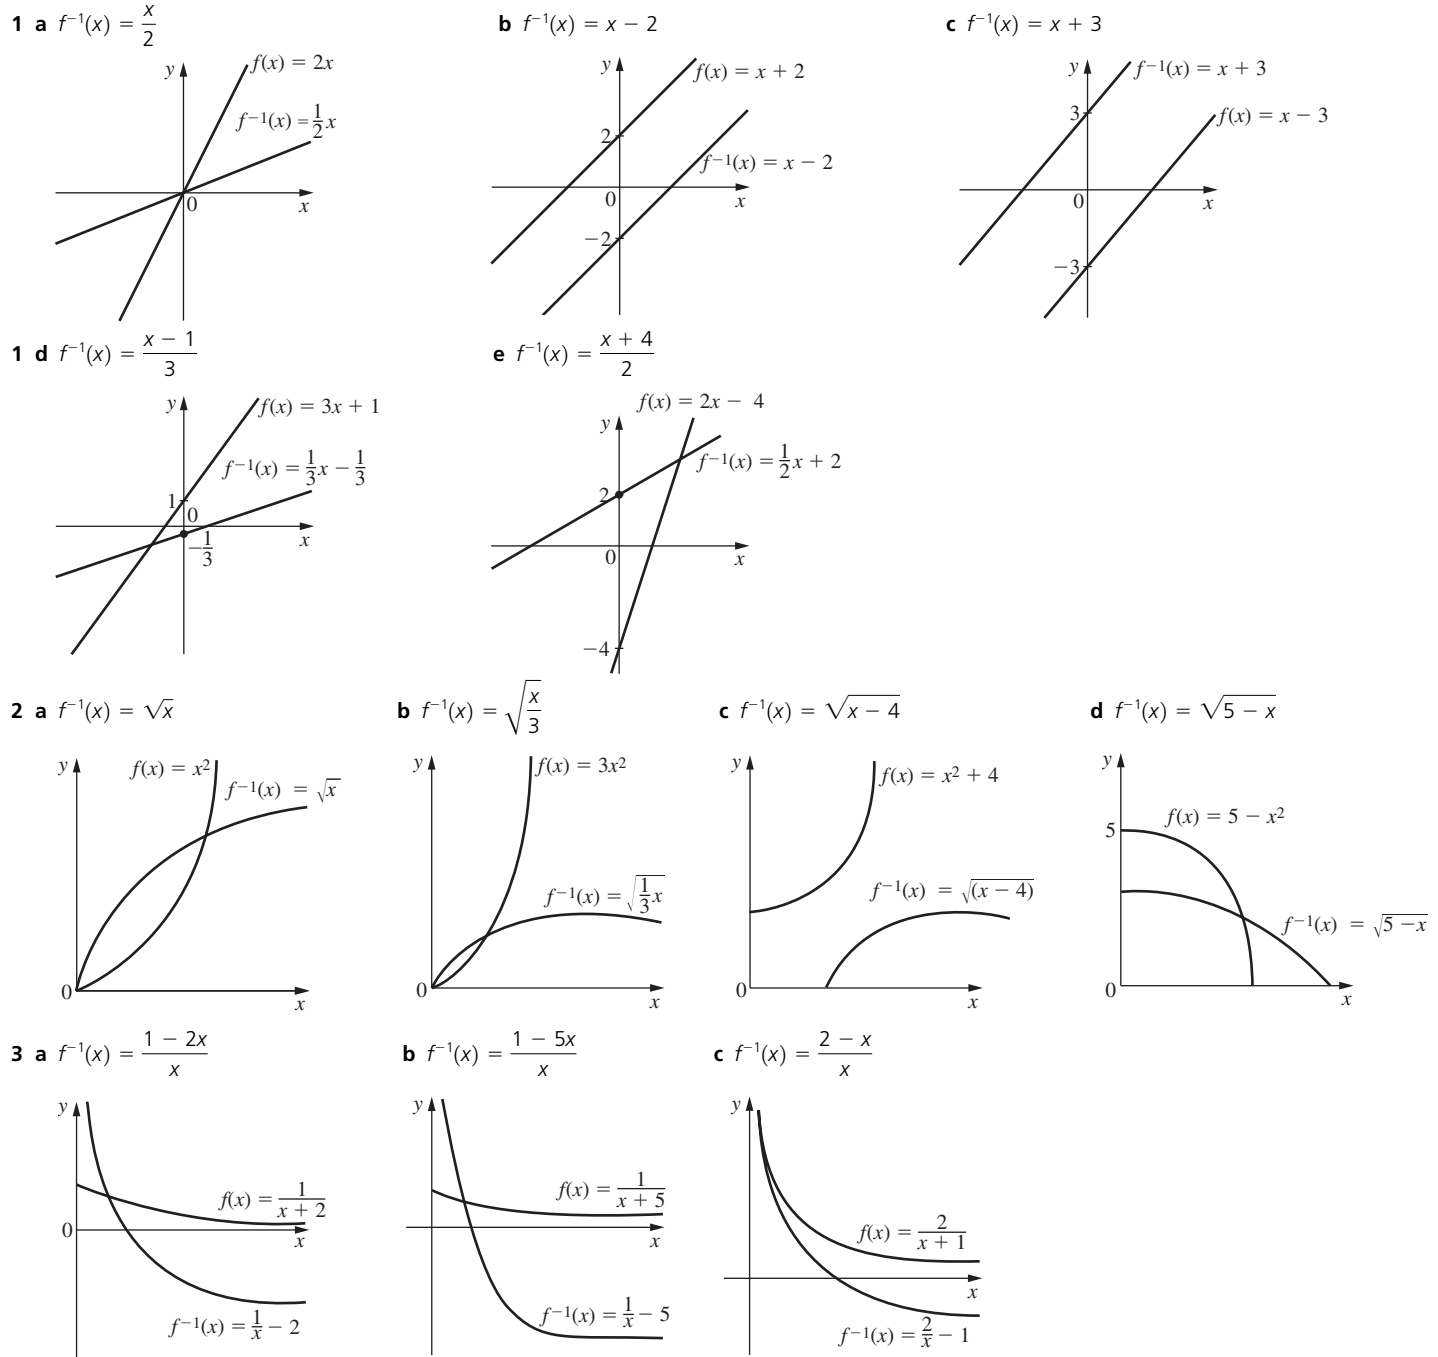 1 a f⁻¹(x) = x/2
b f⁻¹(x) = x − 2
c f⁻¹(x) = x + 3
y
f(x) = 2x
f⁻¹(x) = 1/2 x
0
x
y
f(x) = x + 2
2
f⁻¹(x) = x − 2
0
x
−2
y
f⁻¹(x) = x + 3
3
f(x) = x − 3
0
x
−3
1 d f⁻¹(x) = (x − 1)/3
e f⁻¹(x) = (x + 4)/2
y
f(x) = 3x + 1
f⁻¹(x) = 1/3 x − 1/3
1
0
x
−1/3
f(x) = 2x − 4
y
f⁻¹(x) = 1/2 x + 2
2
0
x
−4
2 a f⁻¹(x) = √x
b f⁻¹(x) = √(x/3)
c f⁻¹(x) = √(x − 4)
d f⁻¹(x) = √(5 − x)
y
f(x) = x²
f⁻¹(x) = √x
0
x
y
f(x) = 3x²
f⁻¹(x) = √(1/3 x)
0
x
y
f(x) = x² + 4
f⁻¹(x) = √(x − 4)
0
x
y
5
f(x) = 5 − x²
f⁻¹(x) = √(5 − x)
0
x
3 a f⁻¹(x) = (1 − 2x)/x
b f⁻¹(x) = (1 − 5x)/x
c f⁻¹(x) = (2 − x)/x
y
f(x) = 1/(x + 2)
0
x
f⁻¹(x) = 1/x − 2
y
f(x) = 1/(x + 5)
x
f⁻¹(x) = 1/x − 5
y
f(x) = 2/(x + 1)
x
f⁻¹(x) = 2/x − 1